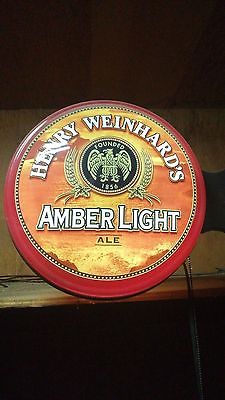 HENRY WEINHARD'S
FOUNDED
1856
AMBER LIGHT
ALE